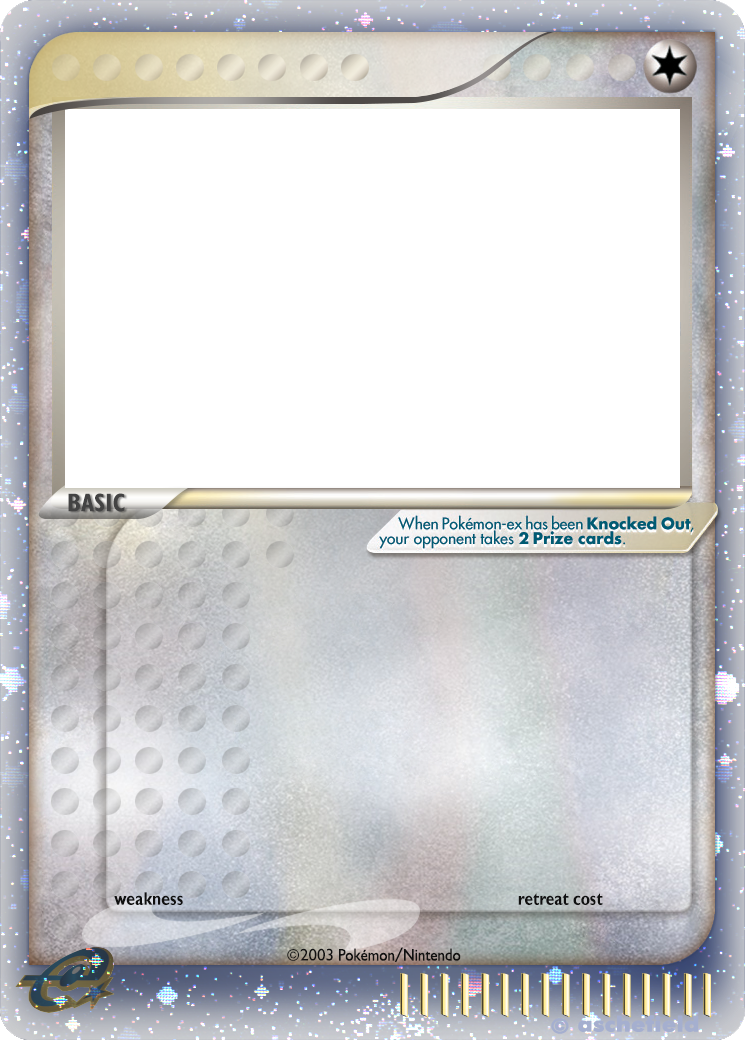 BASIC
When Pokémon-ex has been Knocked Out,
your opponent takes 2 Prize cards.
weakness
retreat cost
©2003 Pokémon/Nintendo
e
© aschefield